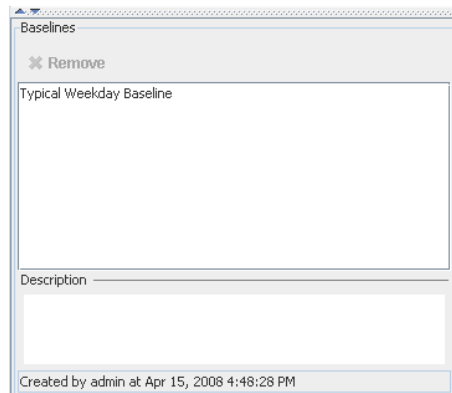 Baselines
Remove
Typical Weekday Baseline
Description
Created by admin at Apr 15, 2008 4:48:28 PM